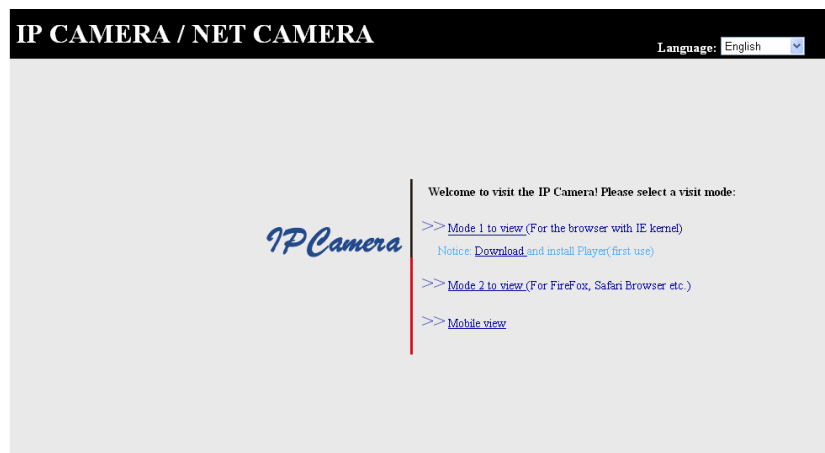 IP CAMERA / NET CAMERA
Language: English
Welcome to visit the IP Camera! Please select a visit mode:
>> Mode 1 to view (For the browser with IE kernel)
IPCamera
Notice: Download and install Player(first use)
>> Mode 2 to view (For FireFox, Safari Browser etc.)
>> Mobile view